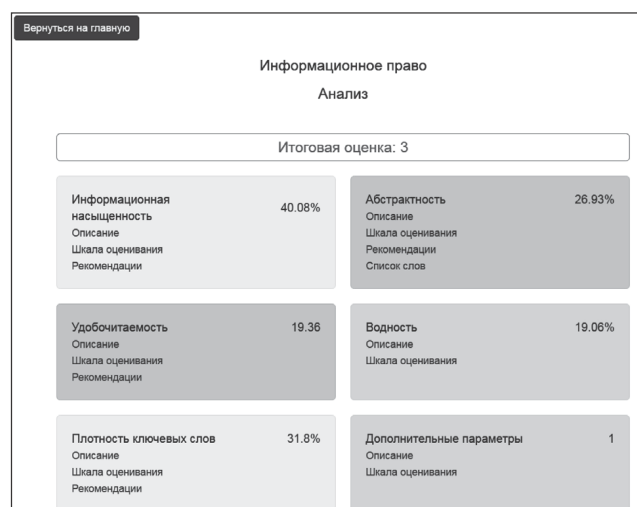 Вернуться на главную
Информационное право
Анализ
Итоговая оценка: 3
Информационная
насыщенность
40.08%
Описание
Шкала оценивания
Рекомендации
Абстрактность
26.93%
Описание
Шкала оценивания
Рекомендации
Список слов
Удобочитаемость
19.36
Описание
Шкала оценивания
Рекомендации
Водность
19.06%
Описание
Шкала оценивания
Плотность ключевых слов
31.8%
Описание
Шкала оценивания
Рекомендации
Дополнительные параметры
1
Описание
Шкала оценивания